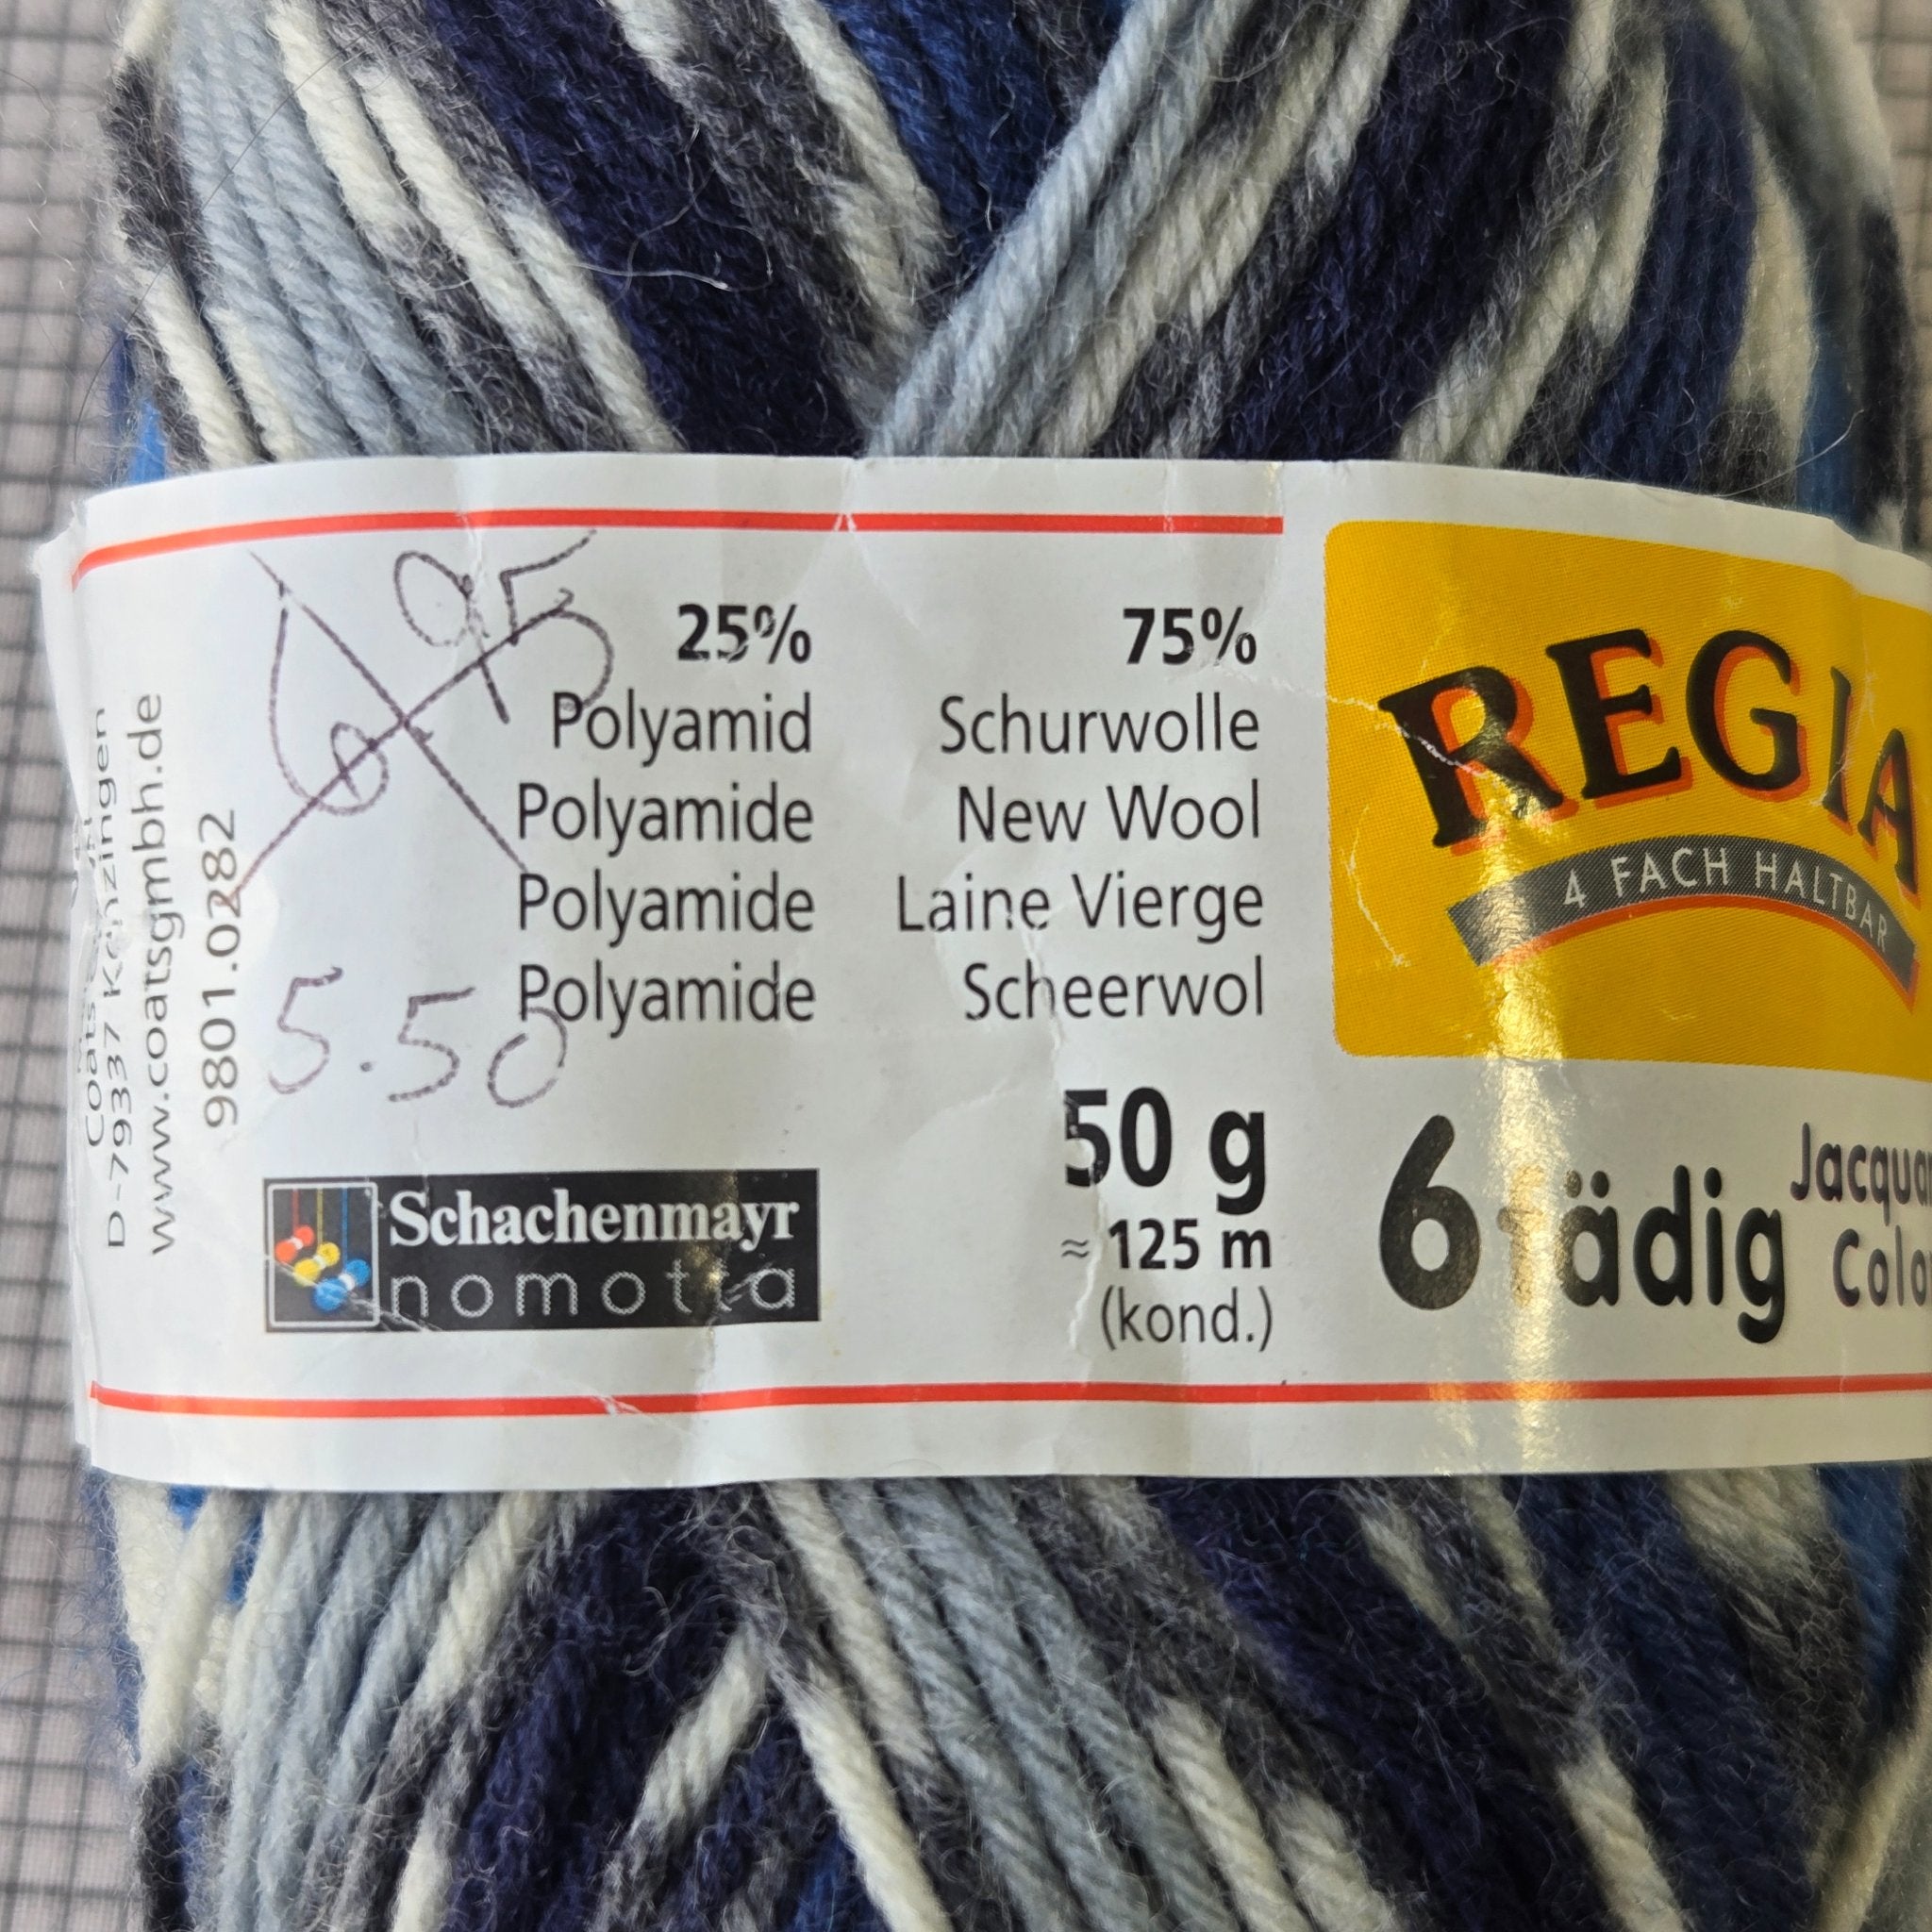 6.95
25%
Polyamid
Polyamide
Polyamide
Polyamide
75%
Schurwolle
New Wool
Laine Vierge
Scheerwol
5.50
50 g
≈ 125 m
(kond.)
Schachenmayr
nomotta
REGIA
4 FACH HALTBAR
6 fädig
Coats
D-79337 Kenzingen
www.coatsgmbh.de
9801.0282